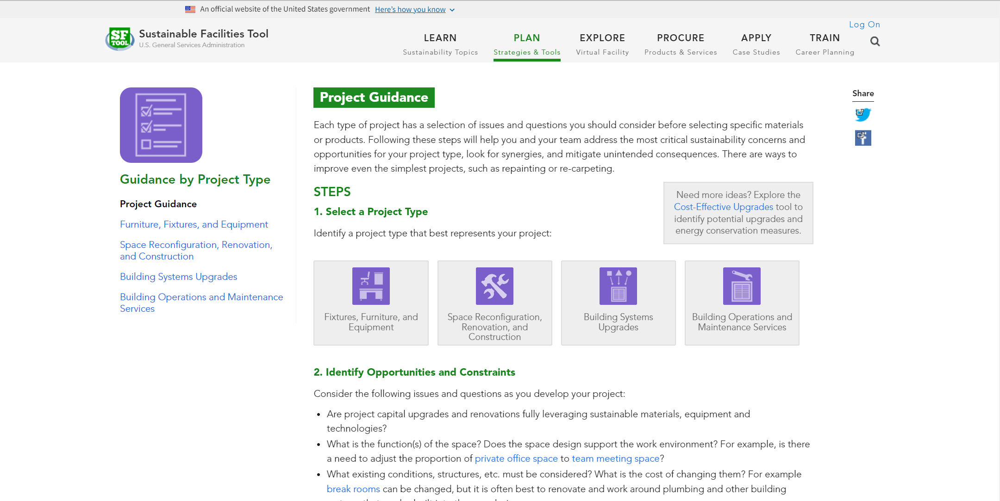 An official website of the United States government Here's how you know
Log On
SF
TOOL
Sustainable Facilities Tool
U.S. General Services Administration
LEARN
Sustainability Topics
PLAN
Strategies & Tools
EXPLORE
Virtual Facility
PROCURE
Products & Services
APPLY
Case Studies
TRAIN
Career Planning
Guidance by Project Type
Project Guidance
Furniture, Fixtures, and Equipment
Space Reconfiguration, Renovation,
and Construction
Building Systems Upgrades
Building Operations and Maintenance
Services
Project Guidance
Each type of project has a selection of issues and questions you should consider before selecting specific materials
or products. Following these steps will help you and your team address the most critical sustainability concerns and
opportunities for your project type, look for synergies, and mitigate unintended consequences. There are ways to
improve even the simplest projects, such as repainting or re-carpeting.
STEPS
1. Select a Project Type
Identify a project type that best represents your project:
Need more ideas? Explore the
Cost-Effective Upgrades tool to
identify potential upgrades and
energy conservation measures.
Fixtures, Furniture, and
Equipment
Space Reconfiguration,
Renovation, and
Construction
Building Systems
Upgrades
Building Operations and
Maintenance Services
2. Identify Opportunities and Constraints
Consider the following issues and questions as you develop your project:
• Are project capital upgrades and renovations fully leveraging sustainable materials, equipment and
technologies?
• What is the function(s) of the space? Does the space design support the work environment? For example, is there
a need to adjust the proportion of private office space to team meeting space?
• What existing conditions, structures, etc. must be considered? What is the cost of changing them? For example
break rooms can be changed, but it is often best to renovate and work around plumbing and other building
Share